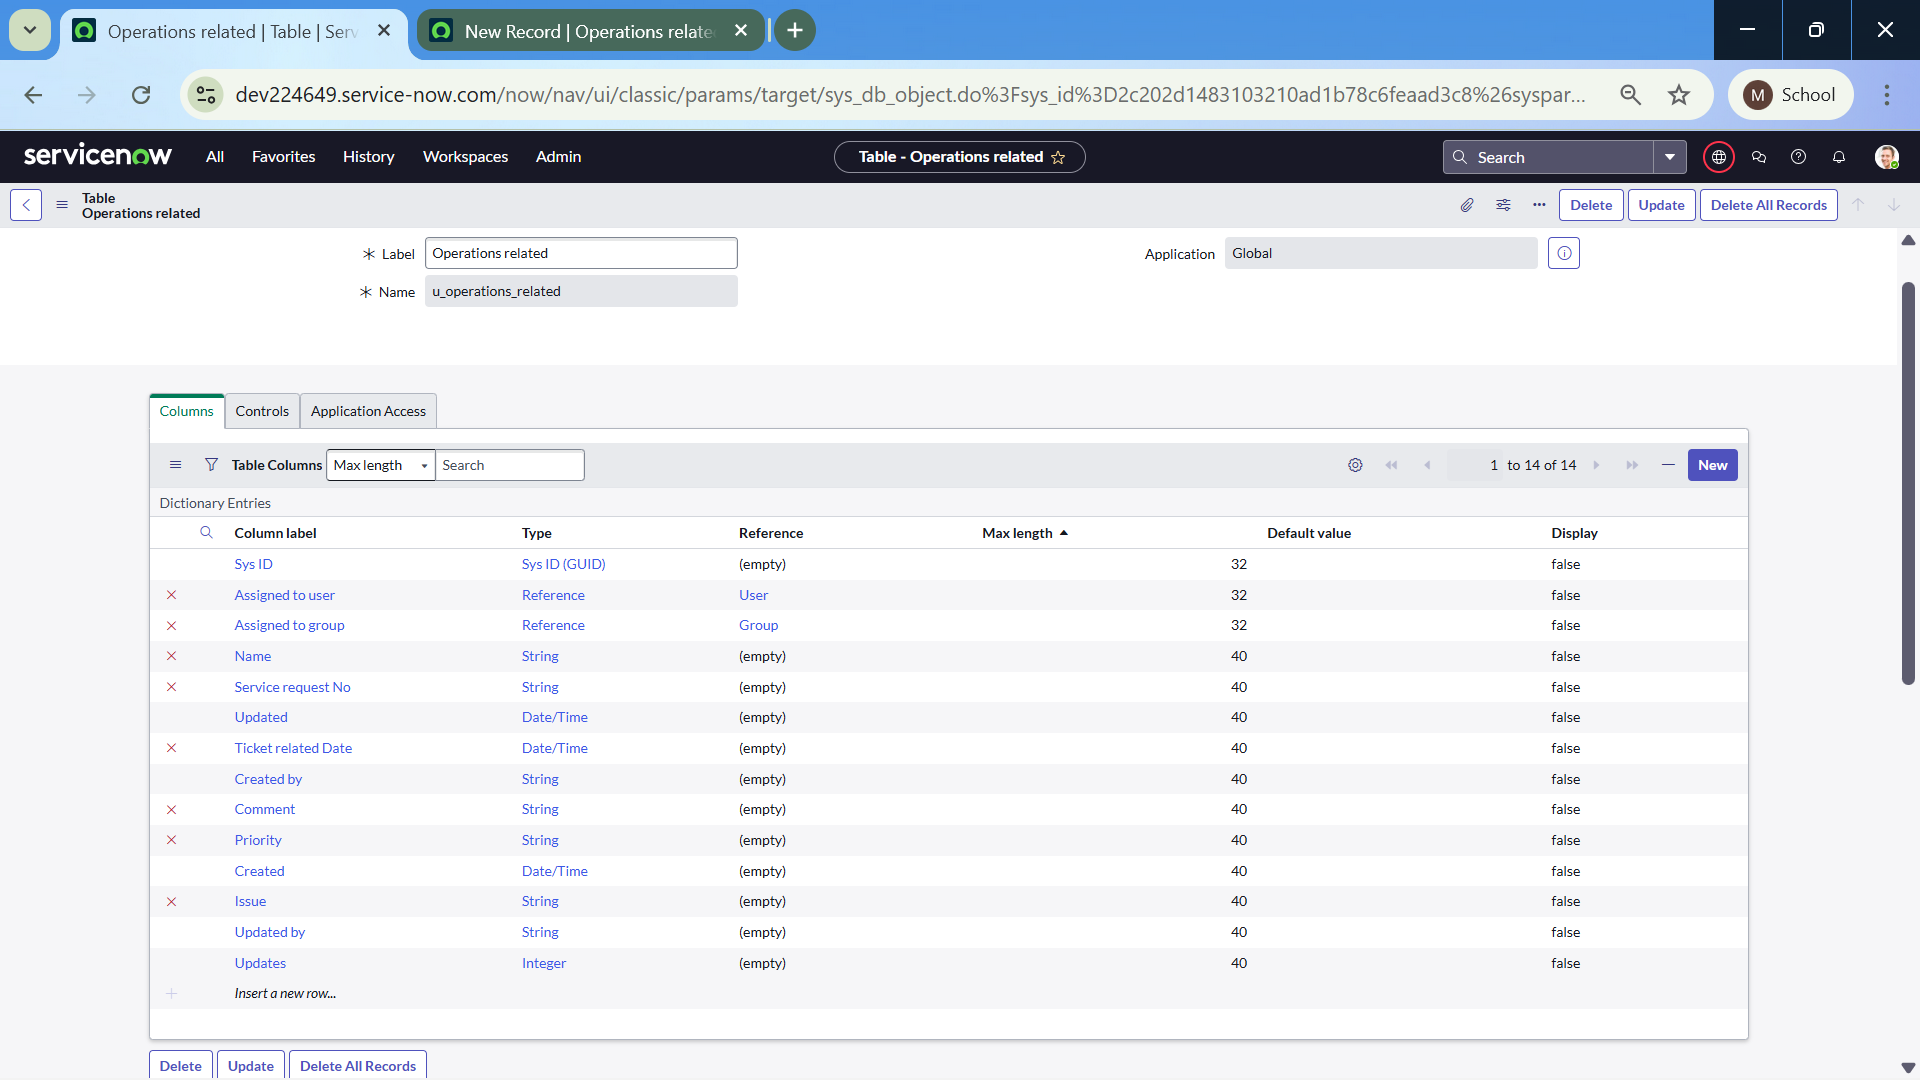 Operations related | Table | Serv
New Record | Operations relate
dev224649.service-now.com/now/nav/ui/classic/params/target/sys_db_object.do%3Fsys_id%3D2c202d1483103210ad1b78c6feaad3c8%26syspar...
M School
servicenow All Favorites History Workspaces Admin
Table - Operations related
Search
Table
Operations related
Delete Update Delete All Records
Label Operations related
Application Global
Name u_operations_related
Columns Controls Application Access
Table Columns Max length Search 1 to 14 of 14 New
Dictionary Entries
Column label Type Reference Max length Default value Display
Sys ID Sys ID (GUID) (empty) 32 false
Assigned to user Reference User 32 false
Assigned to group Reference Group 32 false
Name String (empty) 40 false
Service request No String (empty) 40 false
Updated Date/Time (empty) 40 false
Ticket related Date Date/Time (empty) 40 false
Created by String (empty) 40 false
Comment String (empty) 40 false
Priority String (empty) 40 false
Created Date/Time (empty) 40 false
Issue String (empty) 40 false
Updated by String (empty) 40 false
Updates Integer (empty) 40 false
Insert a new row...
Delete Update Delete All Records